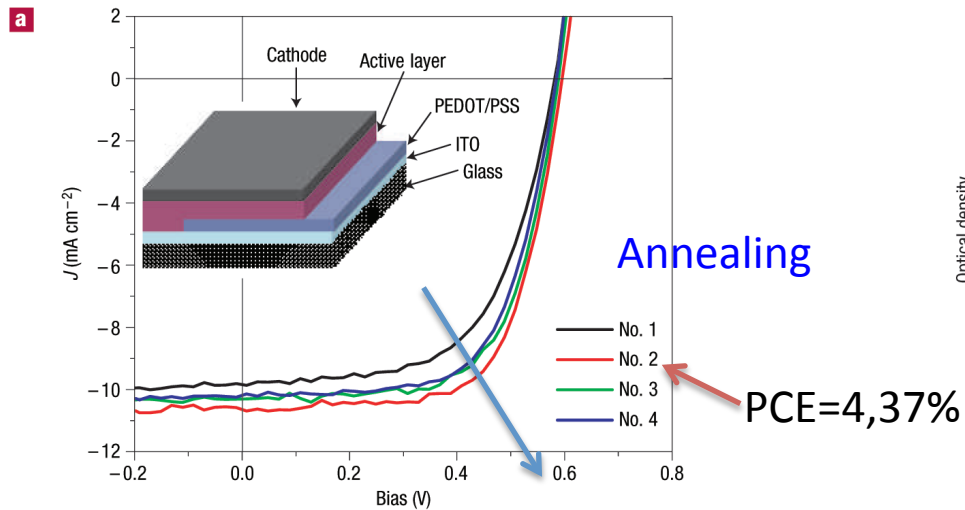 a
2
0
−2
−4
−6
−8
−10
−12
J (mA cm−2)
Cathode
Active layer
PEDOT/PSS
ITO
Glass
Annealing
No. 1
No. 2
No. 3
No. 4
PCE=4,37%
−0.2
0.0
0.2
0.4
0.6
0.8
Bias (V)
Optical density